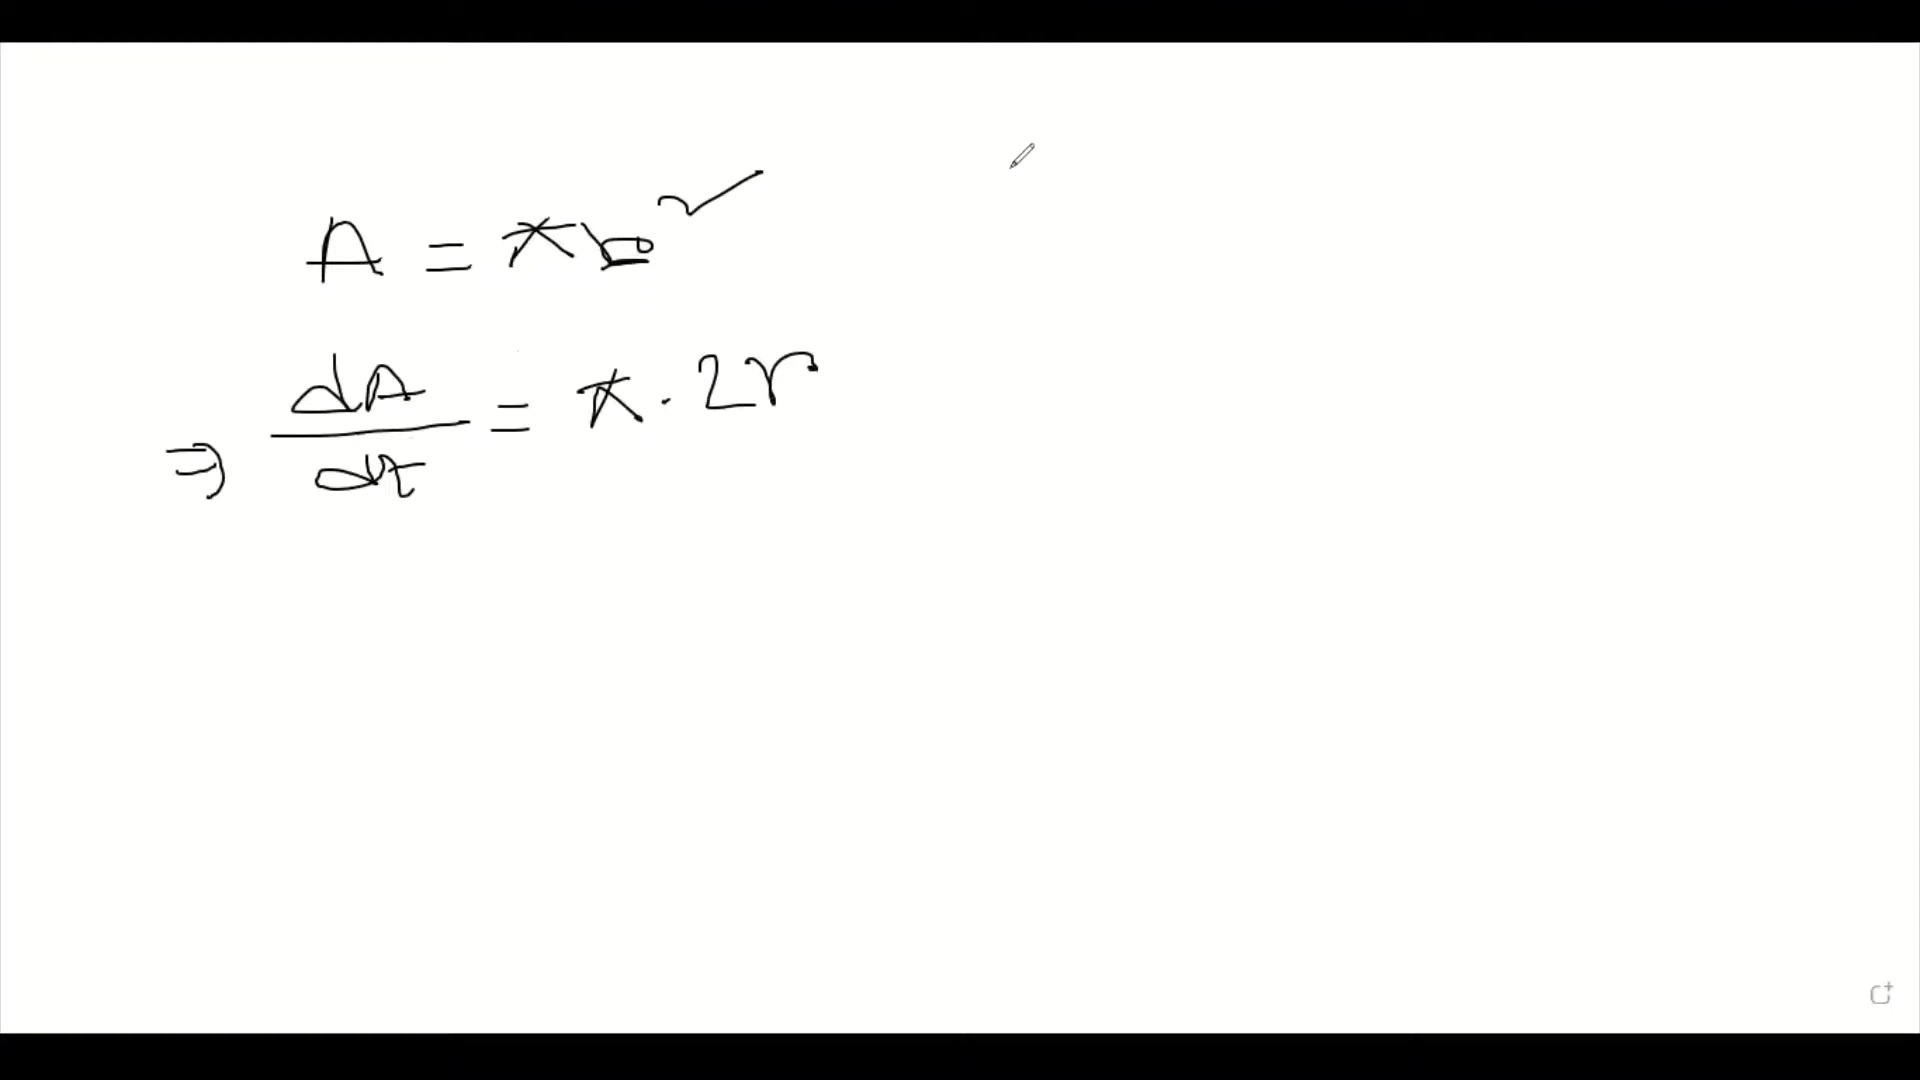 A = πr²
⇒ dA/dt = π · 2r